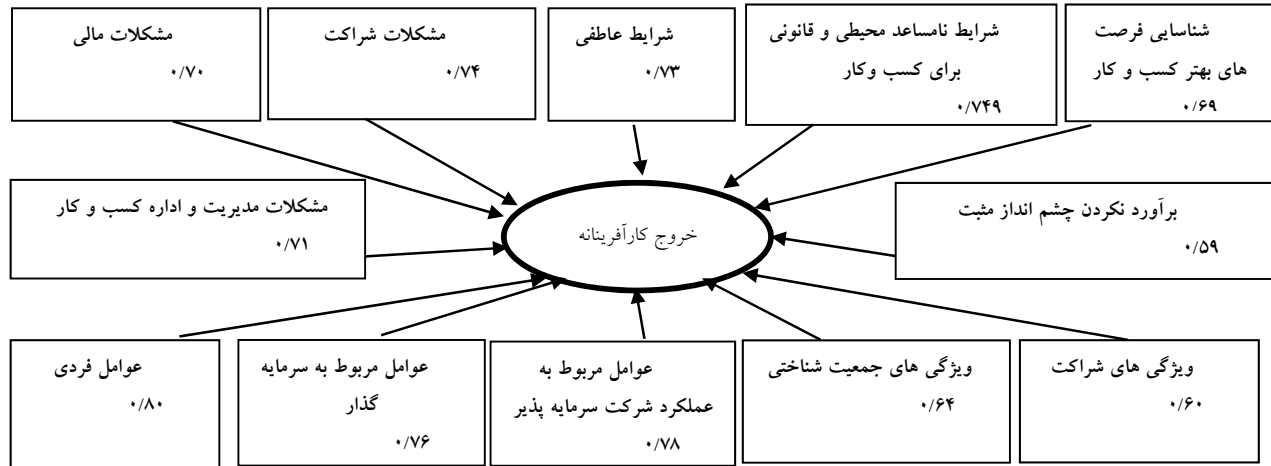 شناسایی فرصت
های بهتر کسب و کار
۰/۶۹
شرایط نامساعد محیطی و قانونی
برای کسب وکار
۰/۷۴۹
شرایط عاطفی
۰/۷۳
مشکلات شراکت
۰/۷۴
مشکلات مالی
۰/۷۰
برآورد نکردن چشم انداز مثبت
۰/۵۹
خروج کارآفرینانه
مشکلات مدیریت و اداره کسب و کار
۰/۷۱
ویژگی های شراکت
۰/۶۰
ویژگی های جمعیت شناختی
۰/۶۴
عوامل مربوط به
عملکرد شرکت سرمایه پذیر
۰/۷۸
عوامل مربوط به سرمایه
گذار
۰/۷۶
عوامل فردی
۰/۸۰